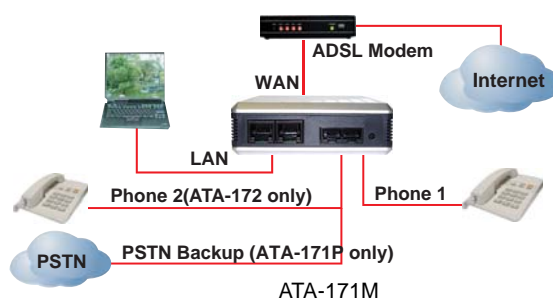 ADSL Modem
Internet
WAN
LAN
Phone 2(ATA-172 only)
Phone 1
PSTN
PSTN Backup (ATA-171P only)
ATA-171M